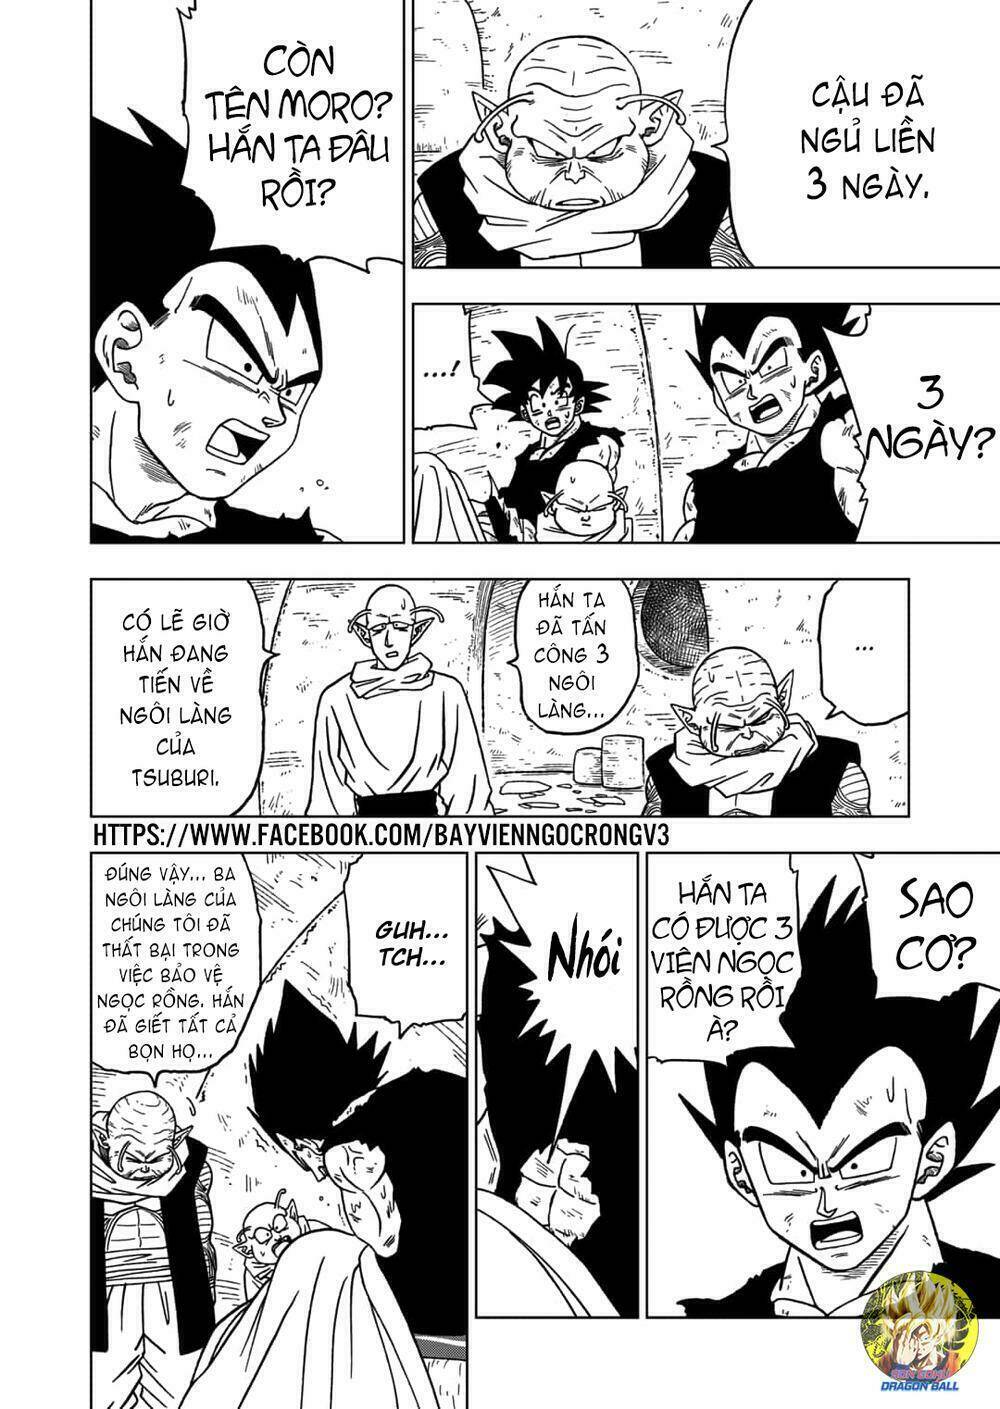 CẬU ĐÃ
NGỦ LIỀN
3 NGÀY.
CÒN
TÊN MORO?
HẮN TA ĐÂU
RỒI?
3
NGÀY?
...!
...
HẮN TA
ĐÃ TẤN
CÔNG 3
NGÔI
LÀNG...
CÓ LẼ GIỜ
HẮN ĐANG
TIẾN VỀ
NGÔI LÀNG
CỦA
TSUBURI.
HTTPS://WWW.FACEBOOK.COM/BAYVIENNGOCRONGV3
SAO
CƠ?
HẮN TA
CÓ ĐƯỢC 3
VIÊN NGỌC
RỒNG RỒI
À?
Nhói
GUH...
TCH...
ĐÚNG VẬY... BA
NGÔI LÀNG CỦA
CHÚNG TÔI ĐÃ
THẤT BẠI TRONG
VIỆC BẢO VỆ
NGỌC RỒNG. HẮN
ĐÃ GIẾT TẤT CẢ
BỌN HỌ...
SON GOKU
DRAGON BALL